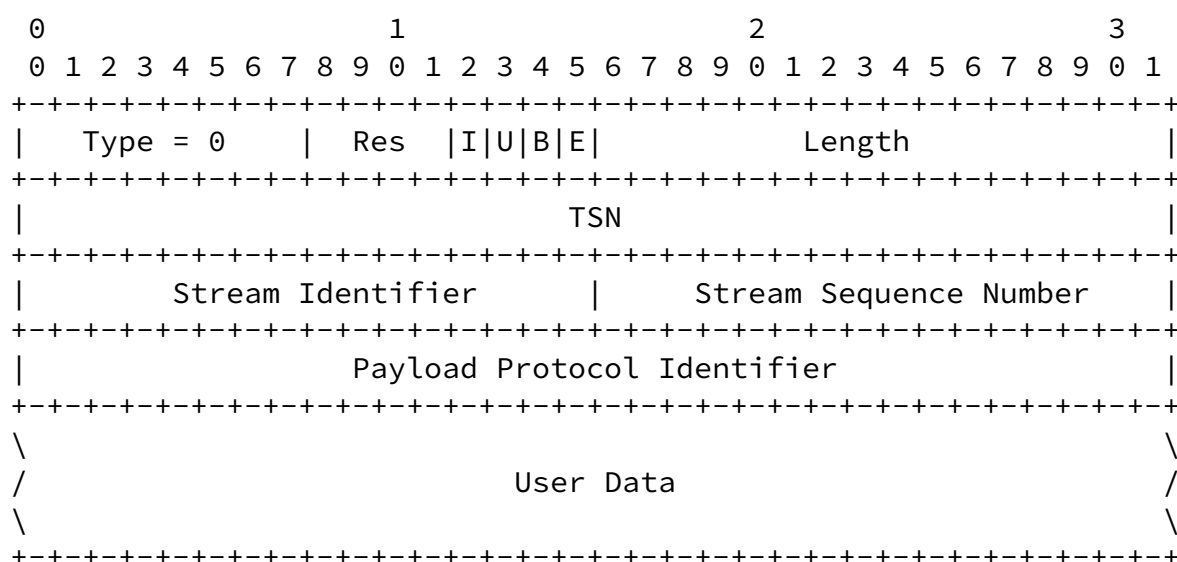 0                   1                   2                   3
 0 1 2 3 4 5 6 7 8 9 0 1 2 3 4 5 6 7 8 9 0 1 2 3 4 5 6 7 8 9 0 1
+-+-+-+-+-+-+-+-+-+-+-+-+-+-+-+-+-+-+-+-+-+-+-+-+-+-+-+-+-+-+-+-+
|   Type = 0    |  Res  |I|U|B|E|           Length              |
+-+-+-+-+-+-+-+-+-+-+-+-+-+-+-+-+-+-+-+-+-+-+-+-+-+-+-+-+-+-+-+-+
|                              TSN                              |
+-+-+-+-+-+-+-+-+-+-+-+-+-+-+-+-+-+-+-+-+-+-+-+-+-+-+-+-+-+-+-+-+
|        Stream Identifier      |     Stream Sequence Number    |
+-+-+-+-+-+-+-+-+-+-+-+-+-+-+-+-+-+-+-+-+-+-+-+-+-+-+-+-+-+-+-+-+
|                  Payload Protocol Identifier                  |
+-+-+-+-+-+-+-+-+-+-+-+-+-+-+-+-+-+-+-+-+-+-+-+-+-+-+-+-+-+-+-+-+
\                                                               \
/                           User Data                           /
\                                                               \
+-+-+-+-+-+-+-+-+-+-+-+-+-+-+-+-+-+-+-+-+-+-+-+-+-+-+-+-+-+-+-+-+